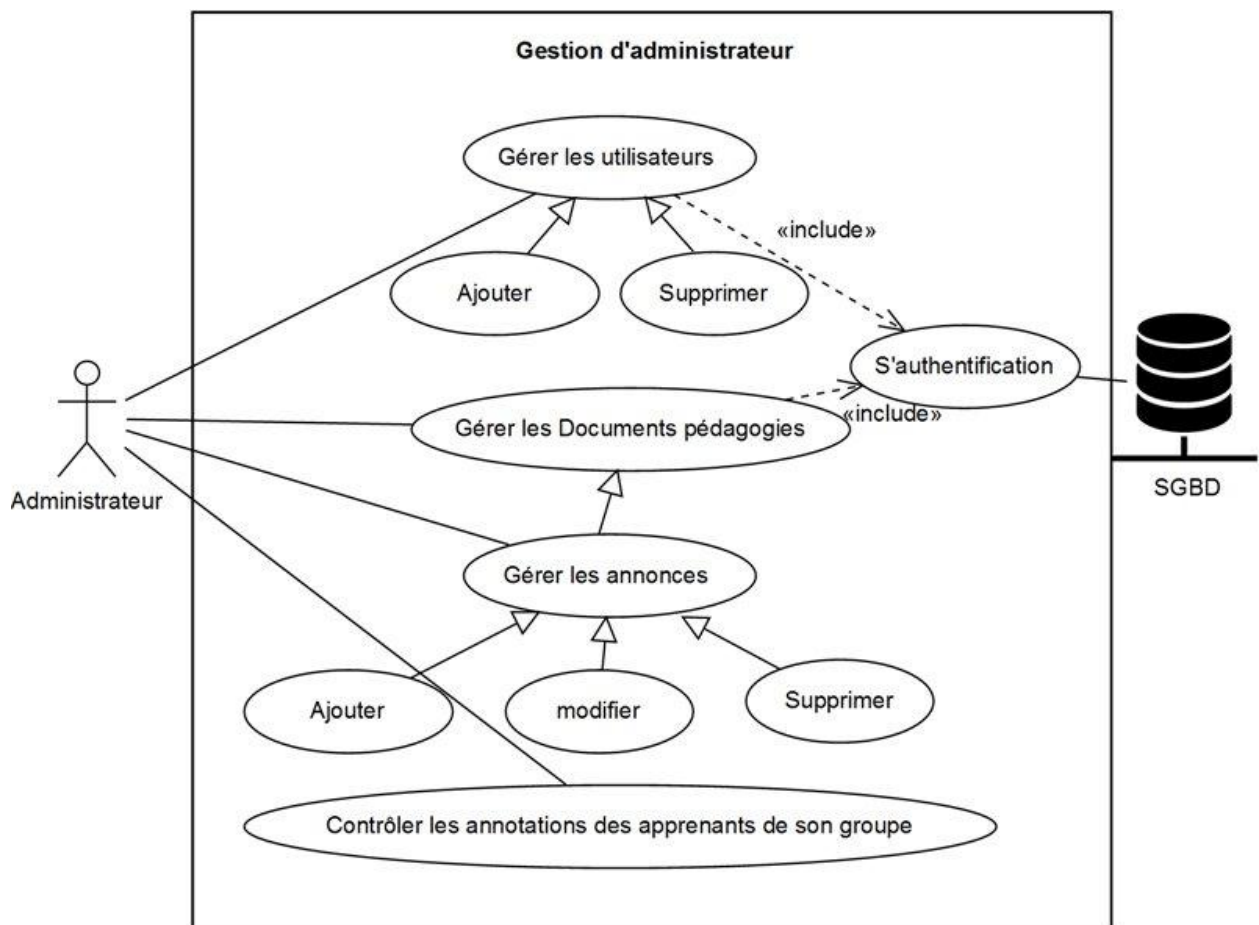 Gestion d'administrateur
Gérer les utilisateurs
«include»
Ajouter
Supprimer
S'authentification
«include»
Gérer les Documents pédagogies
Administrateur
SGBD
Gérer les annonces
Ajouter
modifier
Supprimer
Contrôler les annotations des apprenants de son groupe